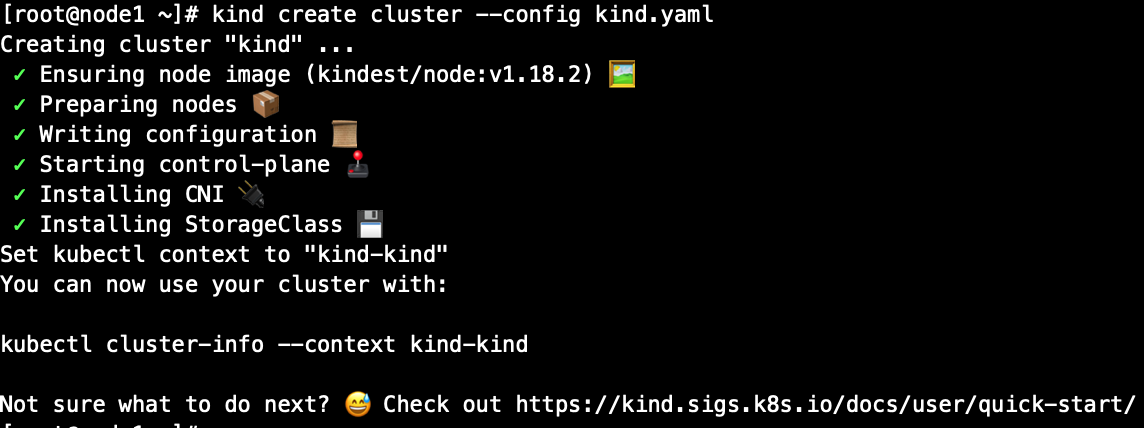 [root@node1 ~]# kind create cluster --config kind.yaml
Creating cluster "kind" ...
✓ Ensuring node image (kindest/node:v1.18.2) 🖼
✓ Preparing nodes 📦
✓ Writing configuration 📜
✓ Starting control-plane 🕹️
✓ Installing CNI 🔌
✓ Installing StorageClass 💾
Set kubectl context to "kind-kind"
You can now use your cluster with:
kubectl cluster-info --context kind-kind
Not sure what to do next? 😅 Check out https://kind.sigs.k8s.io/docs/user/quick-start/